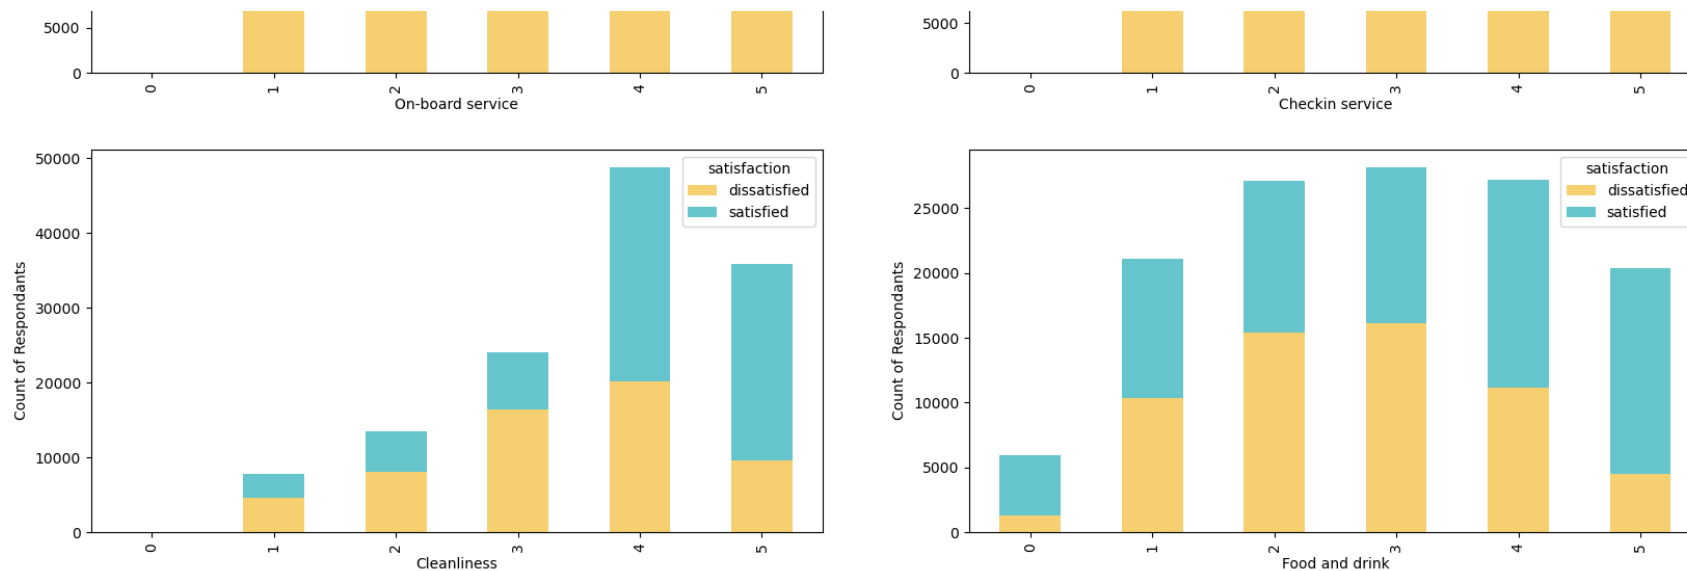 5000
0
0 1 2 3 4 5
On-board service
5000
0
0 1 2 3 4 5
Checkin service
50000
40000
30000
20000
10000
0
Count of Respondants
satisfaction
dissatisfied
satisfied
0 1 2 3 4 5
Cleanliness
25000
20000
15000
10000
5000
0
Count of Respondants
satisfaction
dissatisfied
satisfied
0 1 2 3 4 5
Food and drink